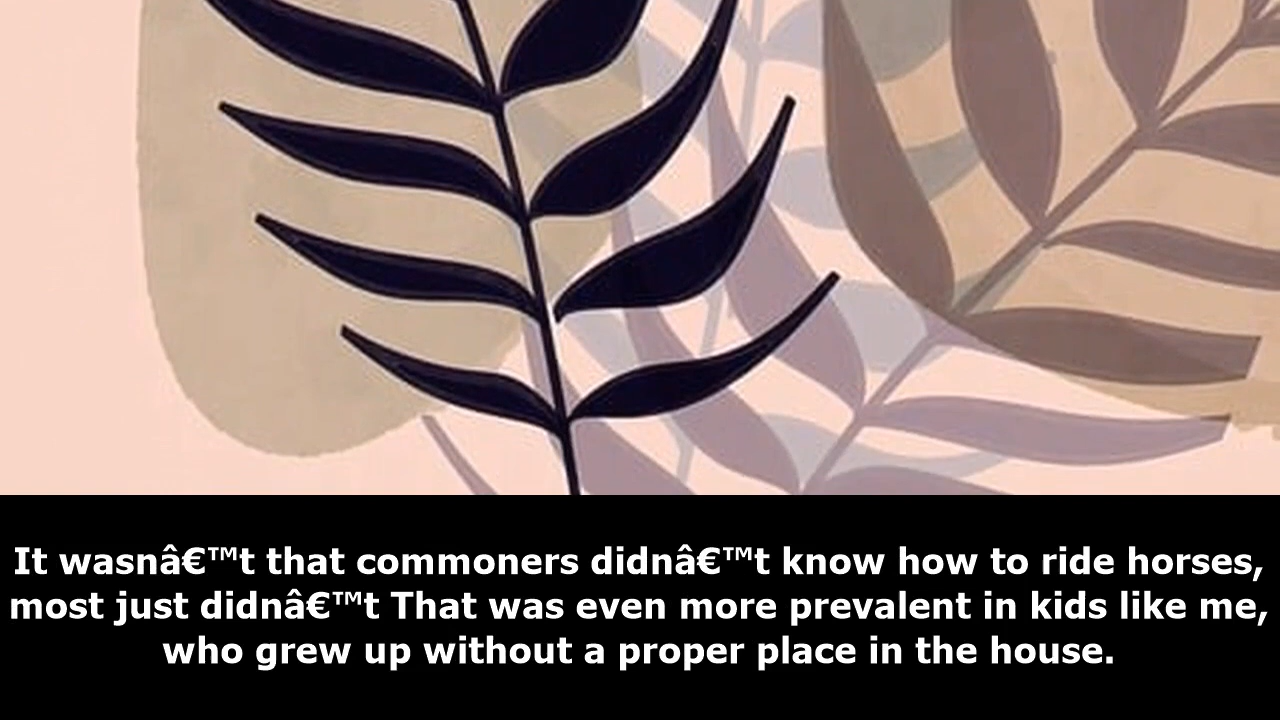 It wasnâ€™t that commoners didnâ€™t know how to ride horses,
most just didnâ€™t That was even more prevalent in kids like me,
who grew up without a proper place in the house.